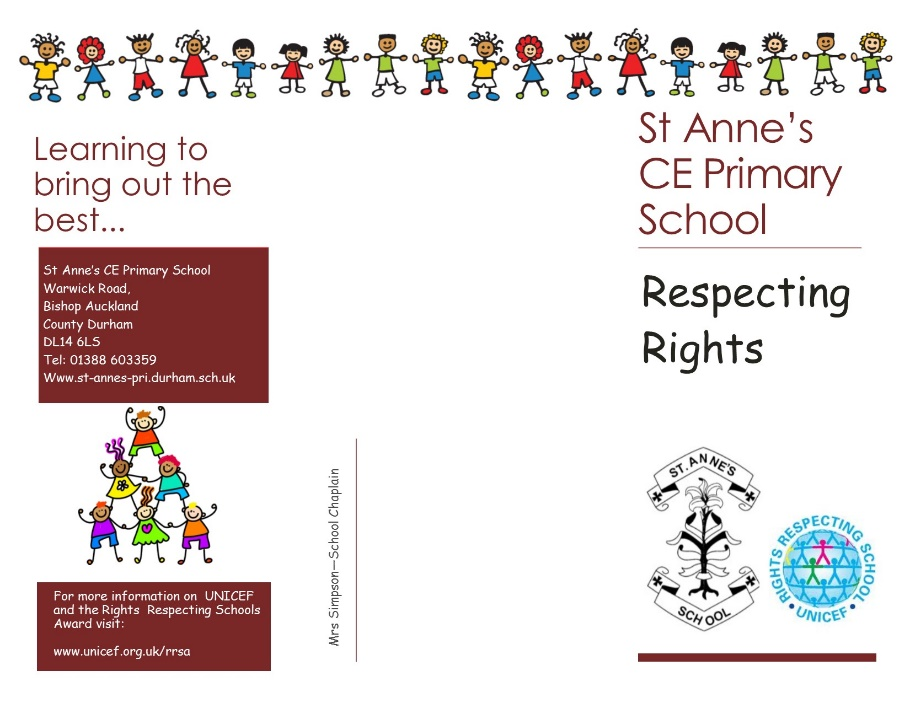 Learning to
bring out the
best...
St Anne's CE Primary School
Warwick Road,
Bishop Auckland
County Durham
DL14 6LS
Tel: 01388 603359
Www.st-annes-pri.durham.sch.uk
For more information on UNICEF
and the Rights Respecting Schools
Award visit:
www.unicef.org.uk/rrsa
Mrs Simpson—School Chaplain
St Anne's
CE Primary
School
Respecting
Rights
ST. ANNE'S
SCHOOL
RIGHTS RESPECTING SCHOOL
• UNICEF •